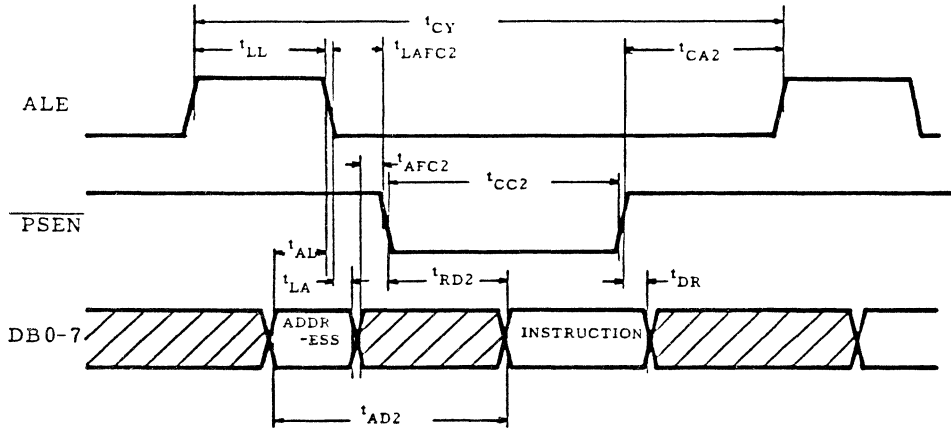 tCY
tLL
tLAFC2
tCA2
ALE
tAFC2
tCC2
PSEN
tAL
tLA
tRD2
tDR
DB0-7
ADDR
-ESS
INSTRUCTION
tAD2